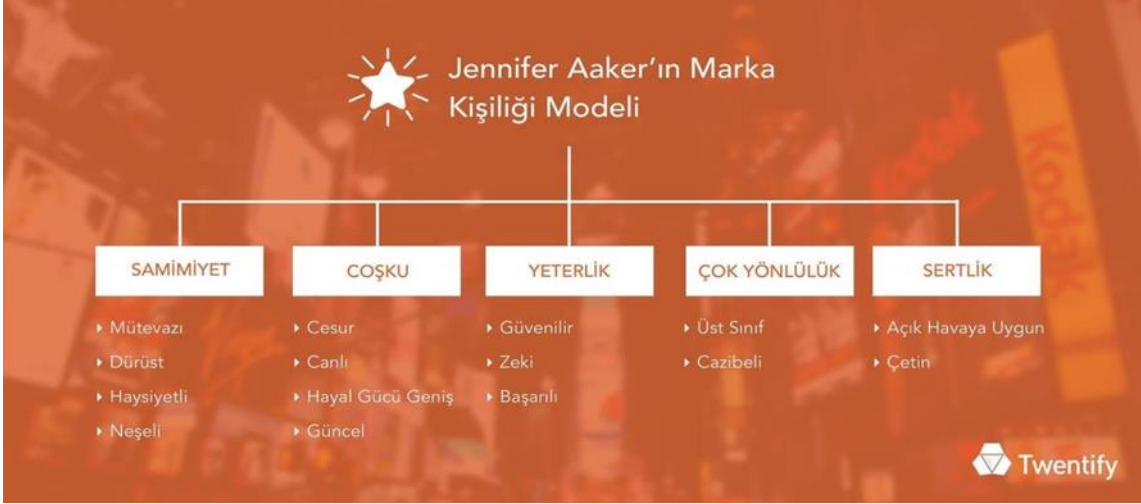 Jennifer Aaker’ın Marka
Kişiliği Modeli
SAMİMİYET
Mütevazı
Dürüst
Haysiyetli
Neşeli
COŞKU
Cesur
Canlı
Hayal Gücü Geniş
Güncel
YETERLİK
Güvenilir
Zeki
Başarılı
ÇOK YÖNLÜLÜK
Üst Sınıf
Cazibeli
SERTLİK
Açık Havaya Uygun
Çetin
Kodak
Twentify